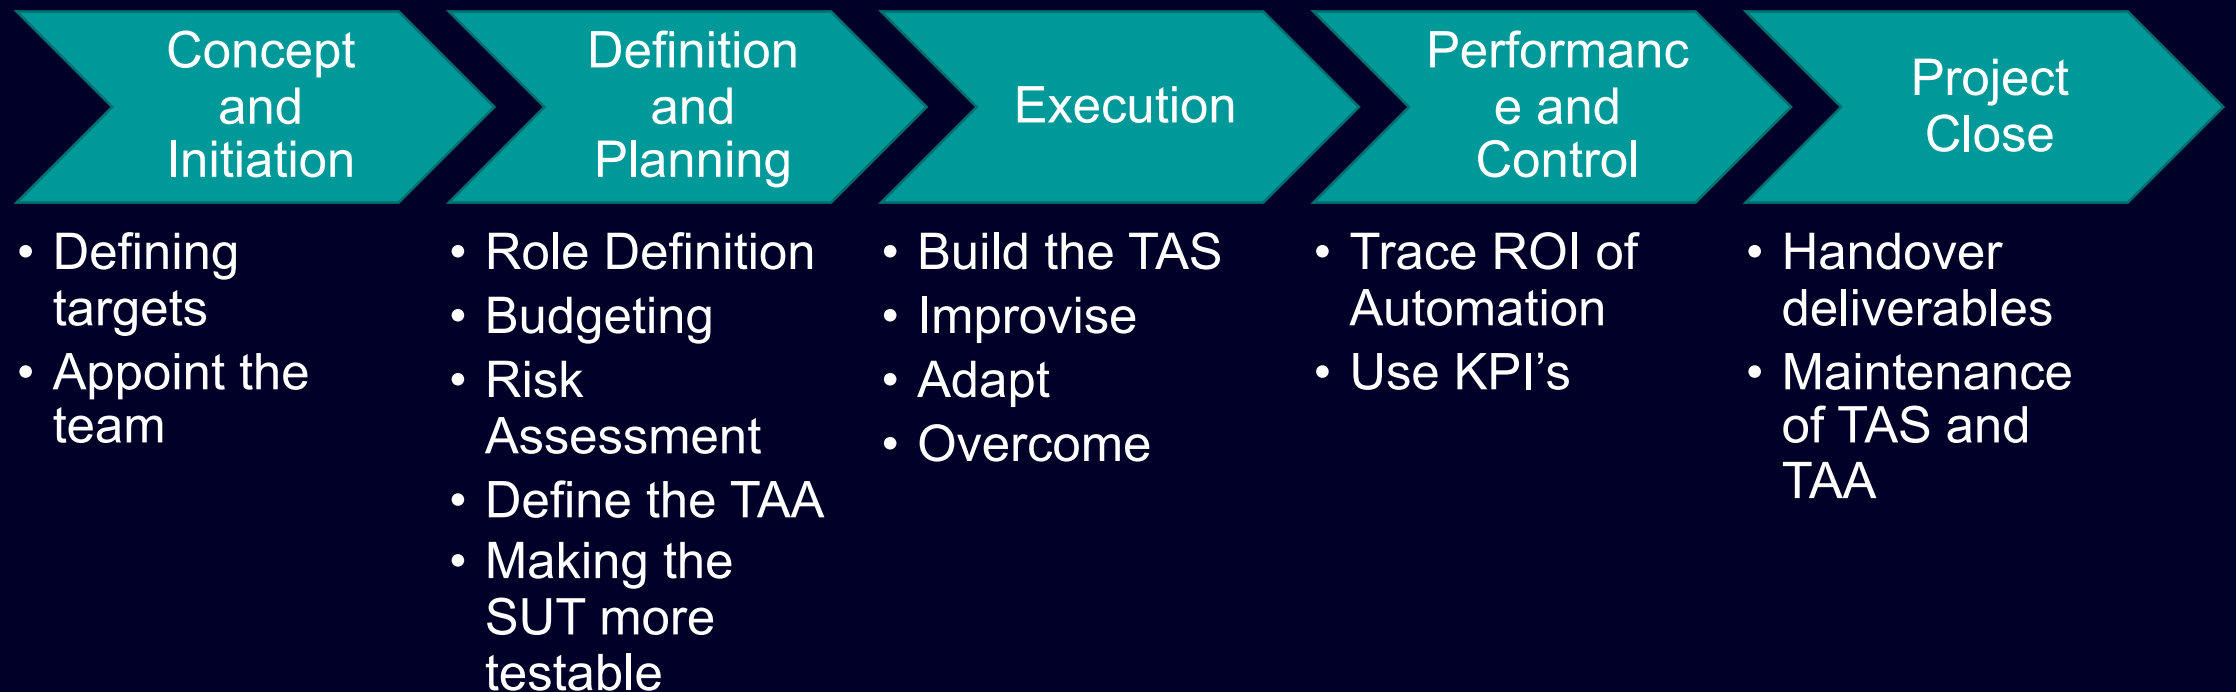 Concept
and
Initiation
• Defining
targets
• Appoint the
team
Definition
and
Planning
• Role Definition
• Budgeting
• Risk
Assessment
• Define the TAA
• Making the
SUT more
testable
Execution
• Build the TAS
• Improvise
• Adapt
• Overcome
Performanc
e and
Control
• Trace ROI of
Automation
• Use KPI’s
Project
Close
• Handover
deliverables
• Maintenance
of TAS and
TAA